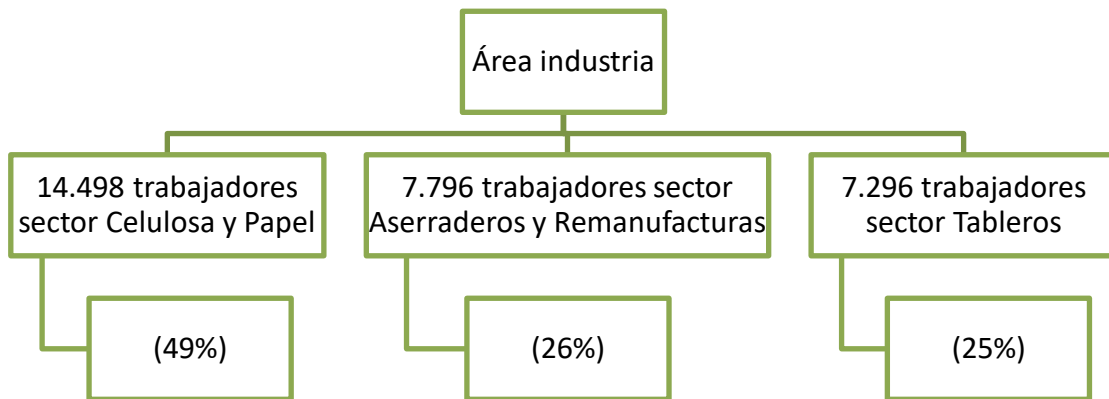 Área industria
14.498 trabajadores
sector Celulosa y Papel
7.796 trabajadores sector
Aserraderos y Remanufacturas
7.296 trabajadores
sector Tableros
(49%)
(26%)
(25%)